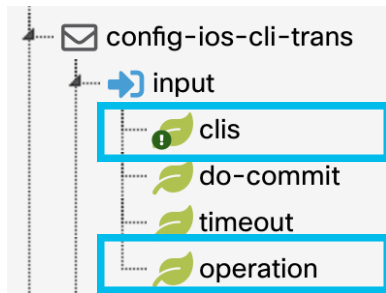 config-ios-cli-trans
input
clis
do-commit
timeout
operation